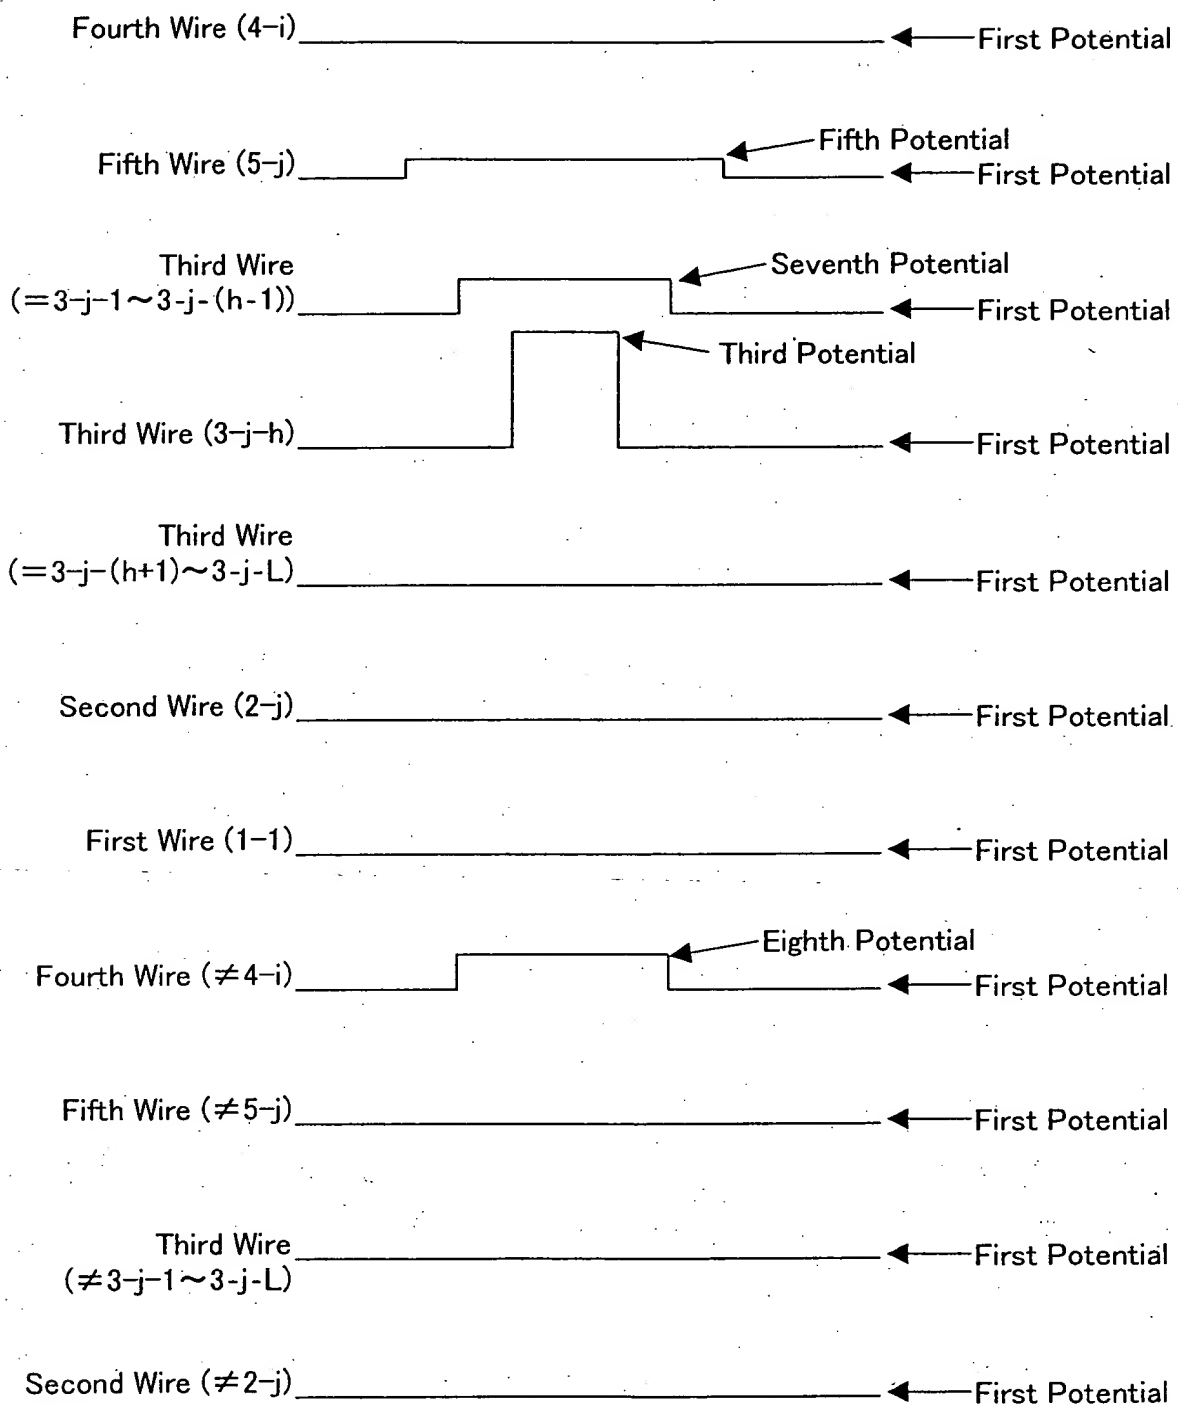 Fourth Wire (4-i)
First Potential
Fifth Potential
Fifth Wire (5-j)
First Potential
Third Wire
(=3-j-1~3-j-(h-1))
Seventh Potential
First Potential
Third Potential
Third Wire (3-j-h)
First Potential
Third Wire
(=3-j-(h+1)~3-j-L)
First Potential
Second Wire (2-j)
First Potential
First Wire (1-1)
First Potential
Eighth Potential
Fourth Wire (≠4-i)
First Potential
Fifth Wire (≠5-j)
First Potential
Third Wire
(≠3-j-1~3-j-L)
First Potential
Second Wire (≠2-j)
First Potential